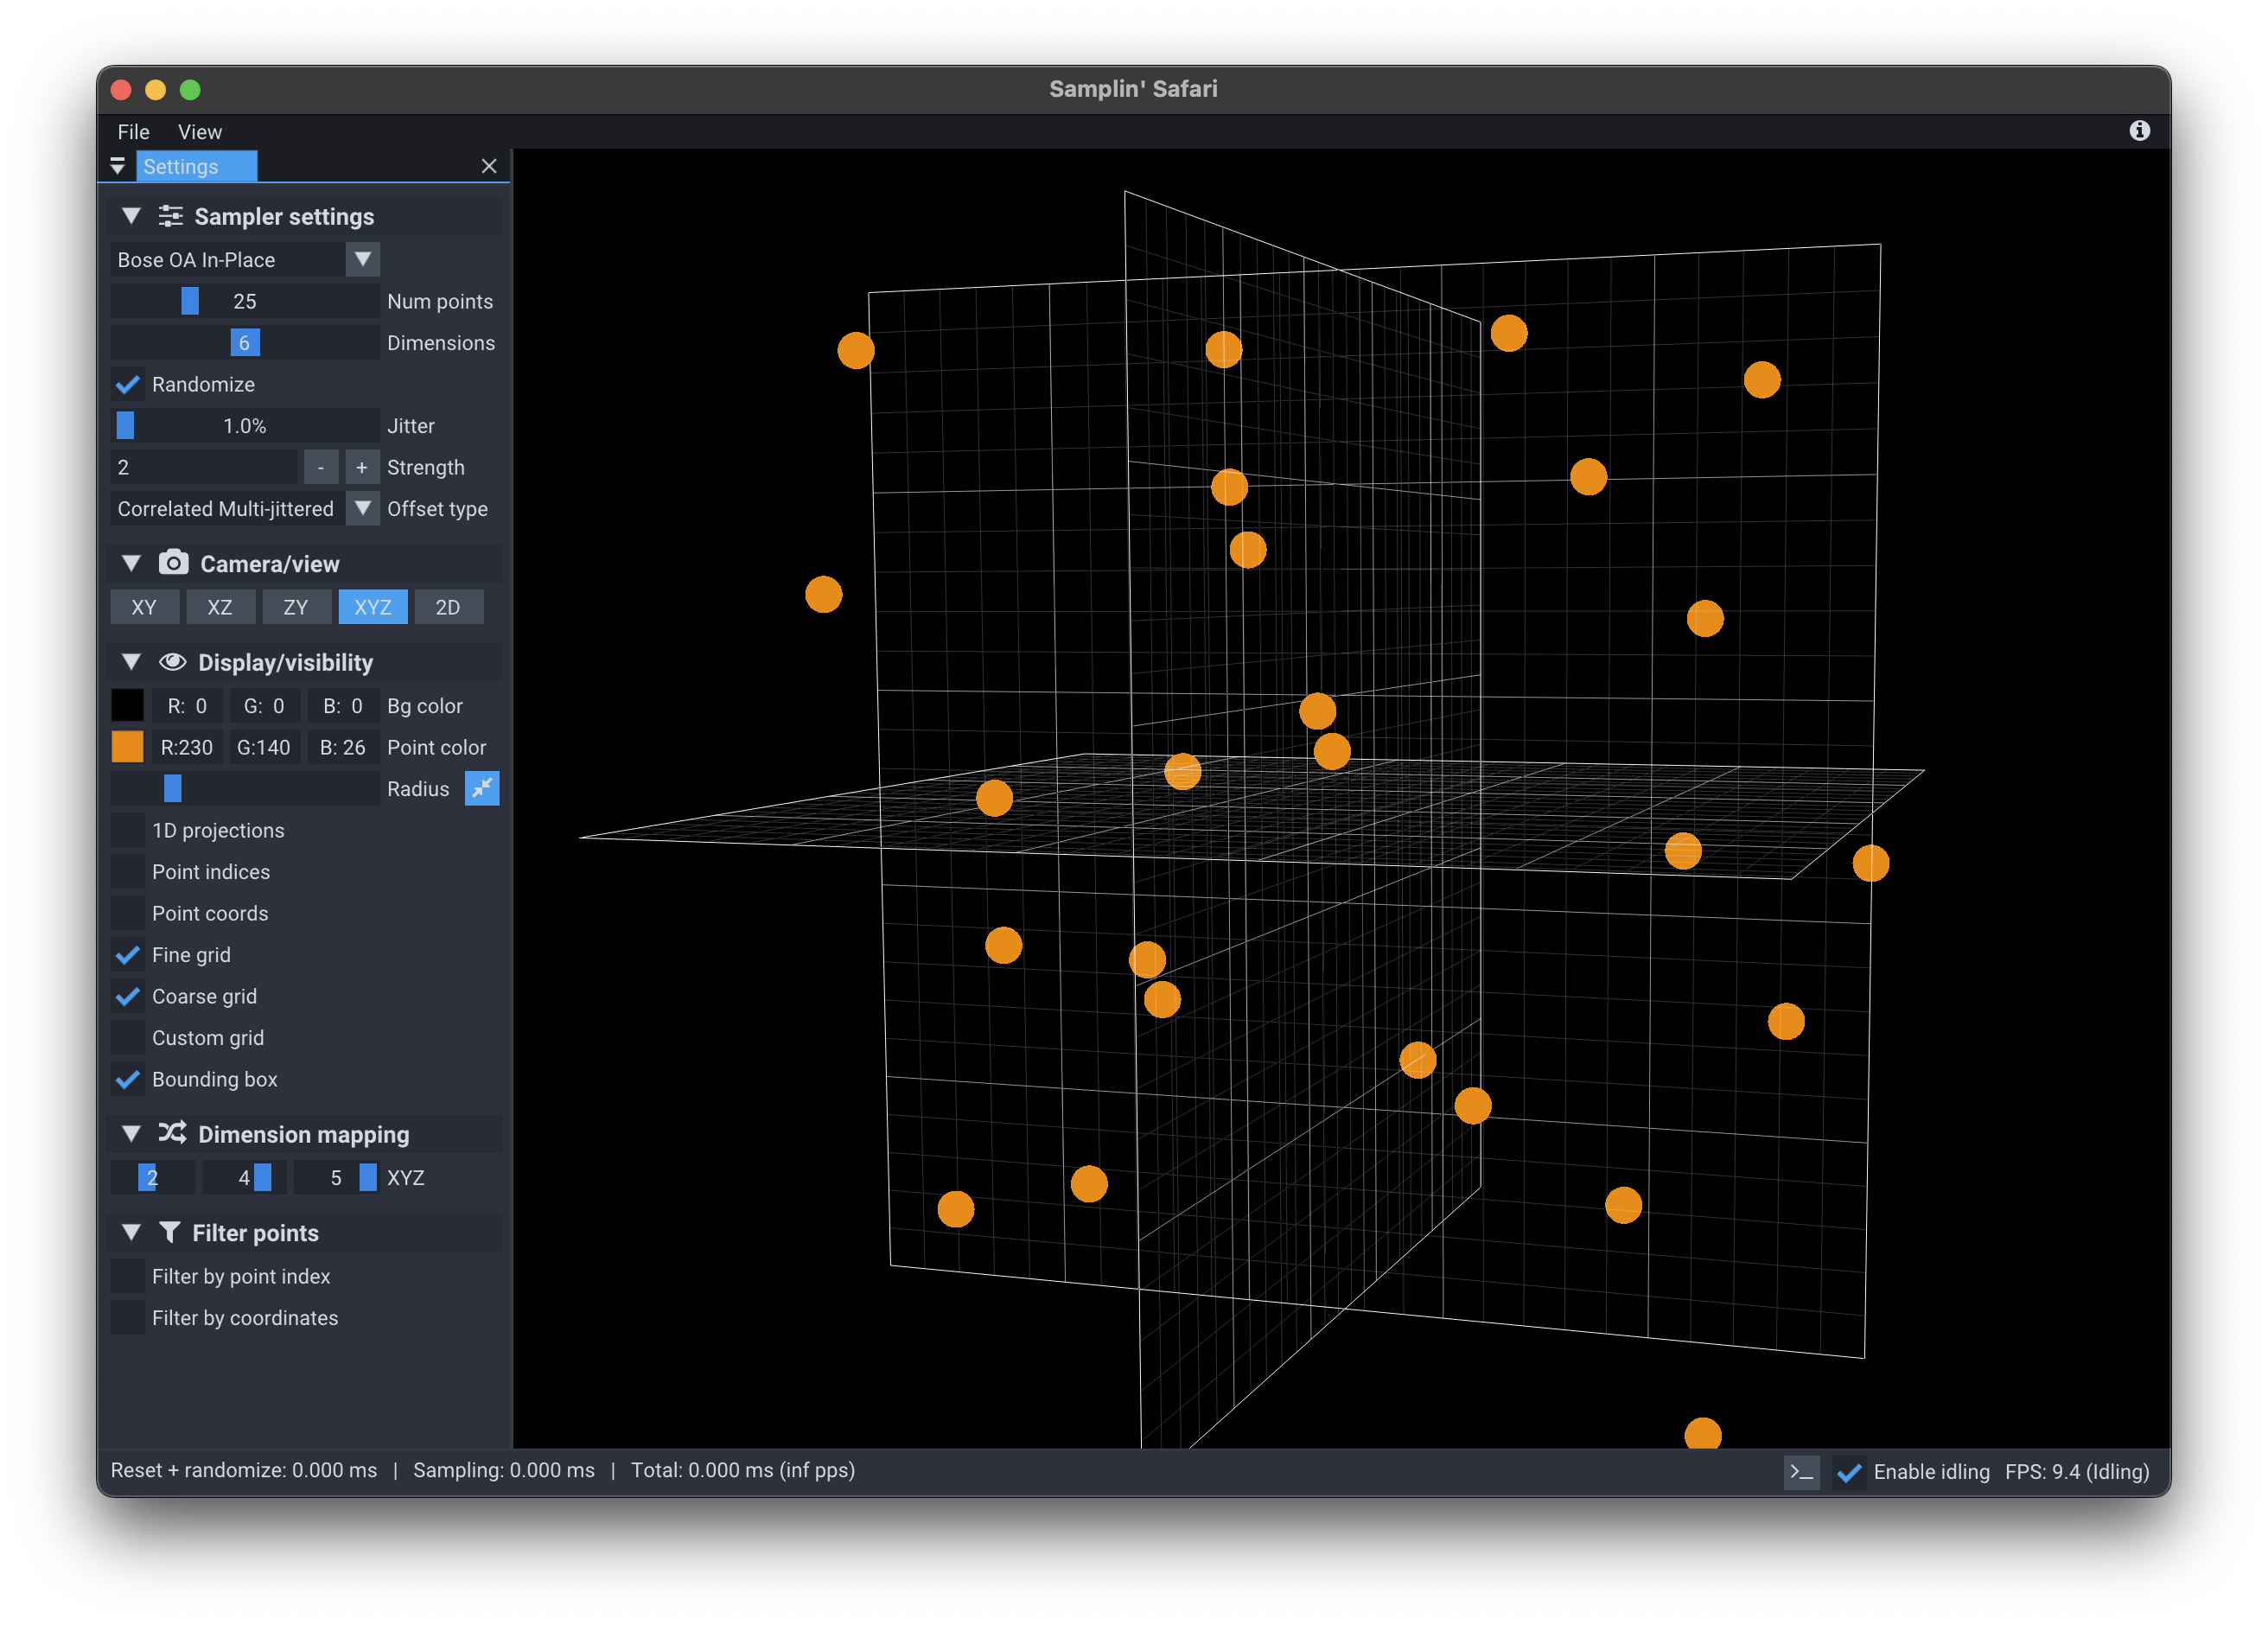 Samplin' Safari
File View
Settings
Sampler settings
Bose OA In-Place
25 Num points
6 Dimensions
Randomize
1.0% Jitter
2 - + Strength
Correlated Multi-jittered Offset type
Camera/view
XY XZ ZY XYZ 2D
Display/visibility
R: 0 G: 0 B: 0 Bg color
R:230 G:140 B: 26 Point color
Radius
1D projections
Point indices
Point coords
Fine grid
Coarse grid
Custom grid
Bounding box
Dimension mapping
2 4 5 XYZ
Filter points
Filter by point index
Filter by coordinates
Reset + randomize: 0.000 ms | Sampling: 0.000 ms | Total: 0.000 ms (inf pps)
Enable idling FPS: 9.4 (Idling)